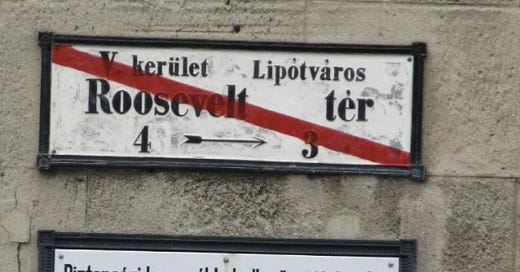 V. kerület Lipótváros
Roosevelt tér
4 3